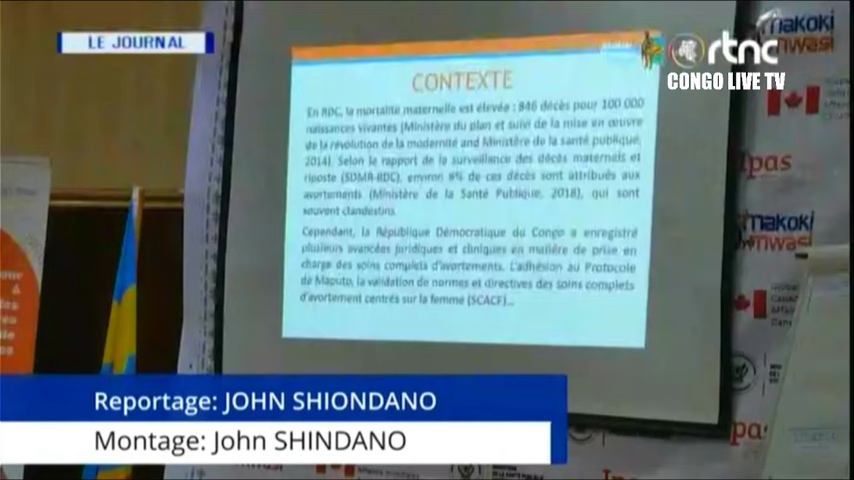 LE JOURNAL
rtnc
CONGO LIVE TV
makoki
CONTEXTE
En RDC, la mortalité maternelle est élevée : 846 décès pour 100 000
naissances vivantes (Ministère du plan et suivi de la mise en œuvre
de la révolution de la modernité and Ministère de la santé publique,
2014). Selon le rapport de la surveillance des décès maternels et
riposte (SDMR-RDC), environ 6% de ces décès sont attribués aux
avortements (Ministère de la Santé Publique, 2018), qui sont
souvent clandestins.
Cependant, la République Démocratique du Congo a enregistré
plusieurs avancées juridiques et cliniques en matière de prise en
charge des soins complets d'avortements. L'adhésion au Protocole
de Maputo, la validation de normes et directives des soins complets
d'avortement centrés sur la femme (SCACF)...
mwasi
pas
makoki
mwasi
Global
Canada
Affaires
pas
Reportage: JOHN SHIONDANO
Montage: John SHINDANO